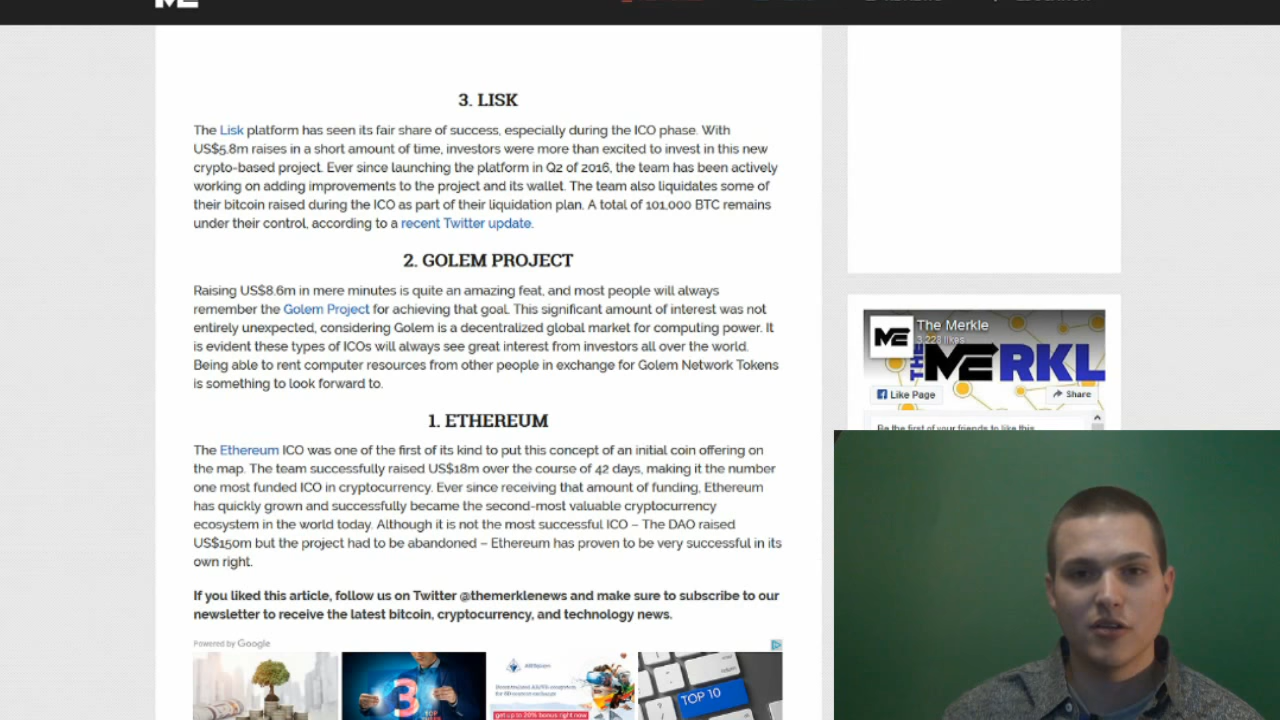 3. LISK
The Lisk platform has seen its fair share of success, especially during the ICO phase. With
US$5.8m raises in a short amount of time, investors were more than excited to invest in this new
crypto-based project. Ever since launching the platform in Q2 of 2016, the team has been actively
working on adding improvements to the project and its wallet. The team also liquidates some of
their bitcoin raised during the ICO as part of their liquidation plan. A total of 101,000 BTC remains
under their control, according to a recent Twitter update.
2. GOLEM PROJECT
Raising US$8.6m in mere minutes is quite an amazing feat, and most people will always
remember the Golem Project for achieving that goal. This significant amount of interest was not
entirely unexpected, considering Golem is a decentralized global market for computing power. It
is evident these types of ICOs will always see great interest from investors all over the world.
Being able to rent computer resources from other people in exchange for Golem Network Tokens
is something to look forward to.
1. ETHEREUM
The Ethereum ICO was one of the first of its kind to put this concept of an initial coin offering on
the map. The team successfully raised US$18m over the course of 42 days, making it the number
one most funded ICO in cryptocurrency. Ever since receiving that amount of funding, Ethereum
has quickly grown and successfully became the second-most valuable cryptocurrency
ecosystem in the world today. Although it is not the most successful ICO – The DAO raised
US$150m but the project had to be abandoned – Ethereum has proven to be very successful in its
own right.
If you liked this article, follow us on Twitter @themerklenews and make sure to subscribe to our
newsletter to receive the latest bitcoin, cryptocurrency, and technology news.
Powered by Google
3
get up to 20% bonus right now
TOP 10
ME The Merkle
3,223 likes
THE MERKL
Like Page
Share
Be the first of your friends to like this